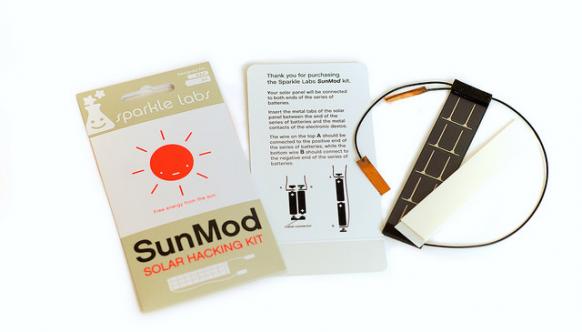 sparkle labs
free energy from the sun
SunMod
SOLAR HACKING KIT
Thank you for purchasing
the Sparkle Labs SunMod kit.
Your solar panel will be connected
to both ends of the series of
batteries.
Insert the metal tabs of the solar
panel between the end of the
series of batteries and the metal
contacts of the electronic device.
The wire on the top A should be
connected to the positive end of
the series of batteries, while the
bottom wire B should connect to
the negative end of the series of
batteries.